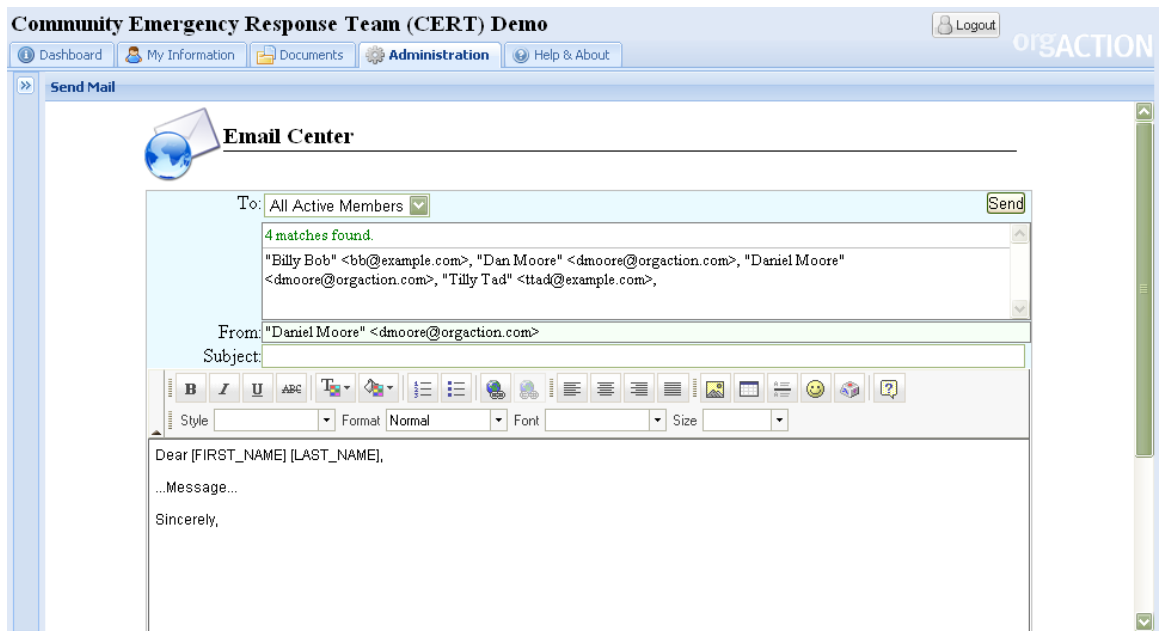 Community Emergency Response Team (CERT) Demo
Logout
orgACTION
Dashboard My Information Documents Administration Help & About
Send Mail
Email Center
To: All Active Members Send
4 matches found.
"Billy Bob" <bb@example.com>, "Dan Moore" <dmoore@orgaction.com>, "Daniel Moore"
<dmoore@orgaction.com>, "Tilly Tad" <ttad@example.com>,
From: "Daniel Moore" <dmoore@orgaction.com>
Subject:
B I U ABC T
Style Format Normal Font Size
Dear [FIRST_NAME] [LAST_NAME],
...Message...
Sincerely,